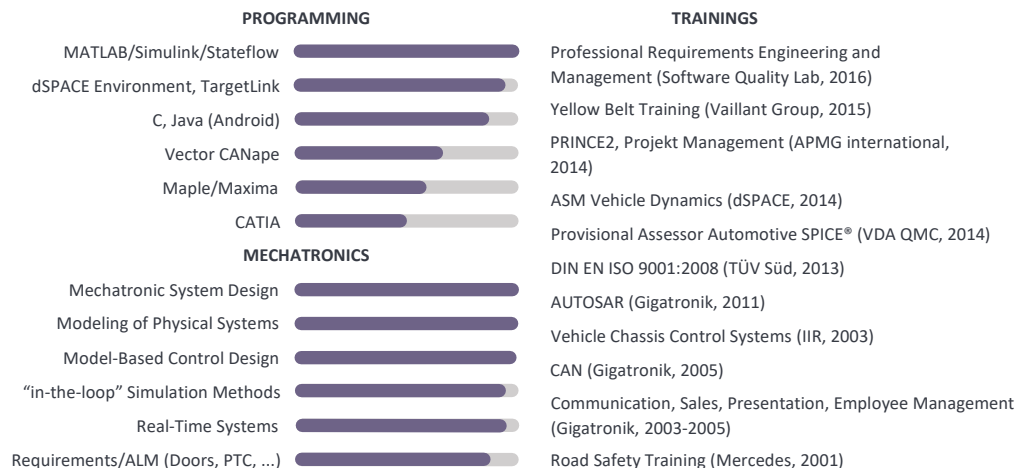 PROGRAMMING
MATLAB/Simulink/Stateflow
dSPACE Environment, TargetLink
C, Java (Android)
Vector CANape
Maple/Maxima
CATIA
MECHATRONICS
Mechatronic System Design
Modeling of Physical Systems
Model-Based Control Design
“in-the-loop” Simulation Methods
Real-Time Systems
Requirements/ALM (Doors, PTC, ...)
TRAININGS
Professional Requirements Engineering and
Management (Software Quality Lab, 2016)
Yellow Belt Training (Vaillant Group, 2015)
PRINCE2, Projekt Management (APMG international,
2014)
ASM Vehicle Dynamics (dSPACE, 2014)
Provisional Assessor Automotive SPICE® (VDA QMC, 2014)
DIN EN ISO 9001:2008 (TÜV Süd, 2013)
AUTOSAR (Gigatronik, 2011)
Vehicle Chassis Control Systems (IIR, 2003)
CAN (Gigatronik, 2005)
Communication, Sales, Presentation, Employee Management
(Gigatronik, 2003-2005)
Road Safety Training (Mercedes, 2001)